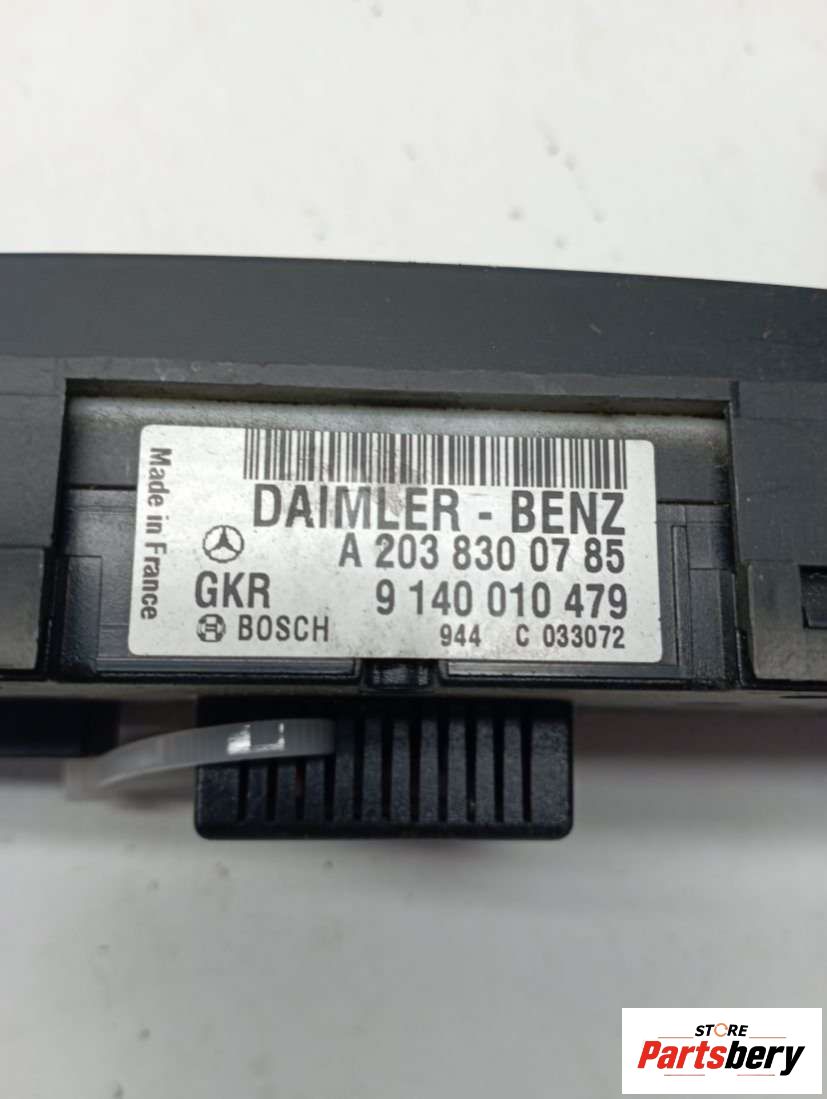 Made in France
DAIMLER - BENZ
A 203 830 07 85
GKR 9 140 010 479
BOSCH 944 C 033072
STORE
Partsbery